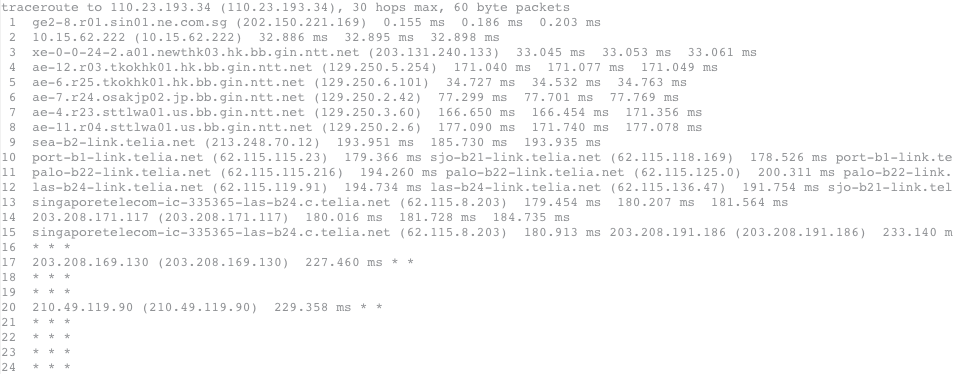 traceroute to 110.23.193.34 (110.23.193.34), 30 hops max, 60 byte packets
1 ge2-8.r01.sin01.ne.com.sg (202.150.221.169) 0.155 ms 0.186 ms 0.203 ms
2 10.15.62.222 (10.15.62.222) 32.886 ms 32.895 ms 32.898 ms
3 xe-0-0-24-2.a01.newthk03.hk.bb.gin.ntt.net (203.131.240.133) 33.045 ms 33.053 ms 33.061 ms
4 ae-12.r03.tkokhk01.hk.bb.gin.ntt.net (129.250.5.254) 171.040 ms 171.077 ms 171.049 ms
5 ae-6.r25.tkokhk01.hk.bb.gin.ntt.net (129.250.6.101) 34.727 ms 34.532 ms 34.763 ms
6 ae-7.r24.osakjp02.jp.bb.gin.ntt.net (129.250.2.42) 77.299 ms 77.701 ms 77.769 ms
7 ae-4.r23.sttlwa01.us.bb.gin.ntt.net (129.250.3.60) 166.650 ms 166.454 ms 171.356 ms
8 ae-11.r04.sttlwa01.us.bb.gin.ntt.net (129.250.2.6) 177.090 ms 171.740 ms 177.078 ms
9 sea-b2-link.telia.net (213.248.70.12) 193.951 ms 185.730 ms 193.935 ms
10 port-b1-link.telia.net (62.115.115.23) 179.366 ms sjo-b21-link.telia.net (62.115.118.169) 178.526 ms port-b1-link.te
11 palo-b22-link.telia.net (62.115.115.216) 194.260 ms palo-b22-link.telia.net (62.115.125.0) 200.311 ms palo-b22-link.
12 las-b24-link.telia.net (62.115.119.91) 194.734 ms las-b24-link.telia.net (62.115.136.47) 191.754 ms sjo-b21-link.tel
13 singaporetelecom-ic-335365-las-b24.c.telia.net (62.115.8.203) 179.454 ms 180.207 ms 181.564 ms
14 203.208.171.117 (203.208.171.117) 180.016 ms 181.728 ms 184.735 ms
15 singaporetelecom-ic-335365-las-b24.c.telia.net (62.115.8.203) 180.913 ms 203.208.191.186 (203.208.191.186) 233.140 m
16 * * *
17 203.208.169.130 (203.208.169.130) 227.460 ms * *
18 * * *
19 * * *
20 210.49.119.90 (210.49.119.90) 229.358 ms * *
21 * * *
22 * * *
23 * * *
24 * * *